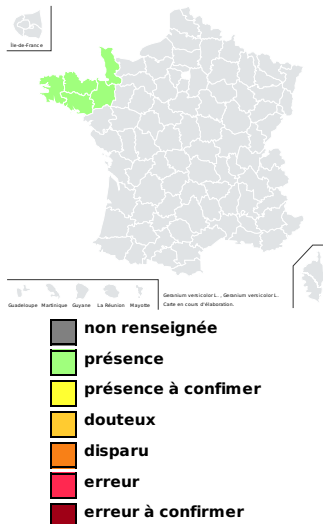 Île-de-France
Guadeloupe Martinique Guyane La Réunion Mayotte
Geranium versicolor L. , Geranium versicolor L.
Carte en cours d'élaboration.
non renseignée
présence
présence à confimer
douteux
disparu
erreur
erreur à confirmer